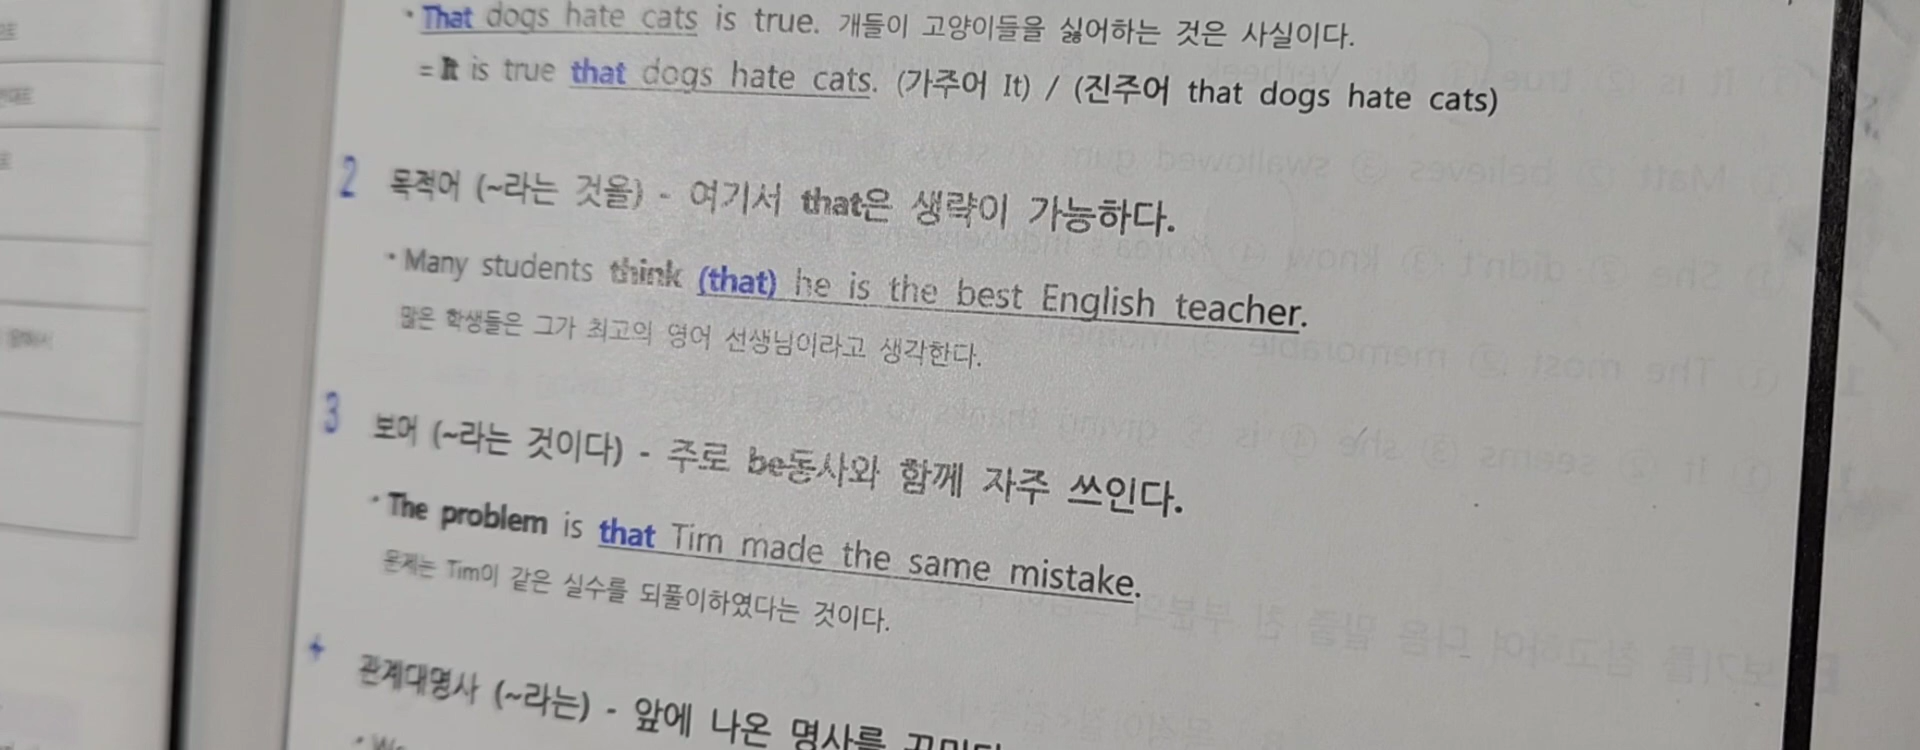 · That dogs hate cats is true. 개들이 고양이들을 싫어하는 것은 사실이다.
= It is true that dogs hate cats. (가주어 It) / (진주어 that dogs hate cats)
2 목적어 (~라는 것을) - 여기서 that은 생략이 가능하다.
· Many students think (that) he is the best English teacher.
많은 학생들은 그가 최고의 영어 선생님이라고 생각한다.
3 보어 (~라는 것이다) - 주로 be동사와 함께 자주 쓰인다.
· The problem is that Tim made the same mistake.
문제는 Tim이 같은 실수를 되풀이하였다는 것이다.
+ 관계대명사 (~라는) - 앞에 나온 명사를